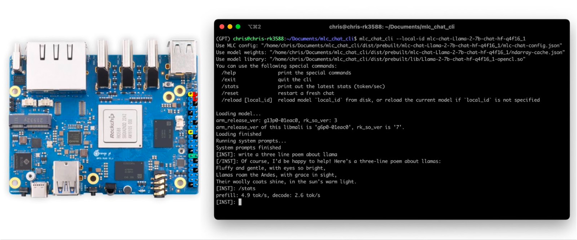 Rockchip
⌥⌘2
chris@chris-rk3588:~/Documents/mlc_chat_cli
(GPT) chris@chris-rk3588:~/Documents/mlc_chat_cli$ mlc_chat_cli --local-id mlc-chat-Llama-2-7b-chat-hf-q4f16_1
Use MLC config: "/home/chris/Documents/mlc_chat_cli/dist/prebuilt/mlc-chat-Llama-2-7b-chat-hf-q4f16_1/mlc-chat-config.json"
Use model weights: "/home/chris/Documents/mlc_chat_cli/dist/prebuilt/mlc-chat-Llama-2-7b-chat-hf-q4f16_1/ndarray-cache.json"
Use model library: "/home/chris/Documents/mlc_chat_cli/dist/prebuilt/lib/Llama-2-7b-chat-hf-q4f16_1-opencl.so"
You can use the following special commands:
/help print the special commands
/exit quit the cli
/stats print out the latest stats (token/sec)
/reset restart a fresh chat
/reload [local_id] reload model `local_id` from disk, or reload the current model if `local_id` is not specified
Loading model...
arm_release_ver: g13p0-01eac0, rk_so_ver: 3
arm_release_ver of this libmali is 'g6p0-01eac0', rk_so_ver is '7'.
Loading finished
Running system prompts...
System prompts finished
[INST]: write a three line poem about llama
[/INST]: Of course, I'd be happy to help! Here's a three-line poem about llamas:
Fluffy and gentle, with eyes so bright,
Llamas roam the Andes, with grace in sight,
Their woolly coats shine, in the sun's warm light.
[INST]: /stats
prefill: 4.9 tok/s, decode: 2.6 tok/s
[INST]: